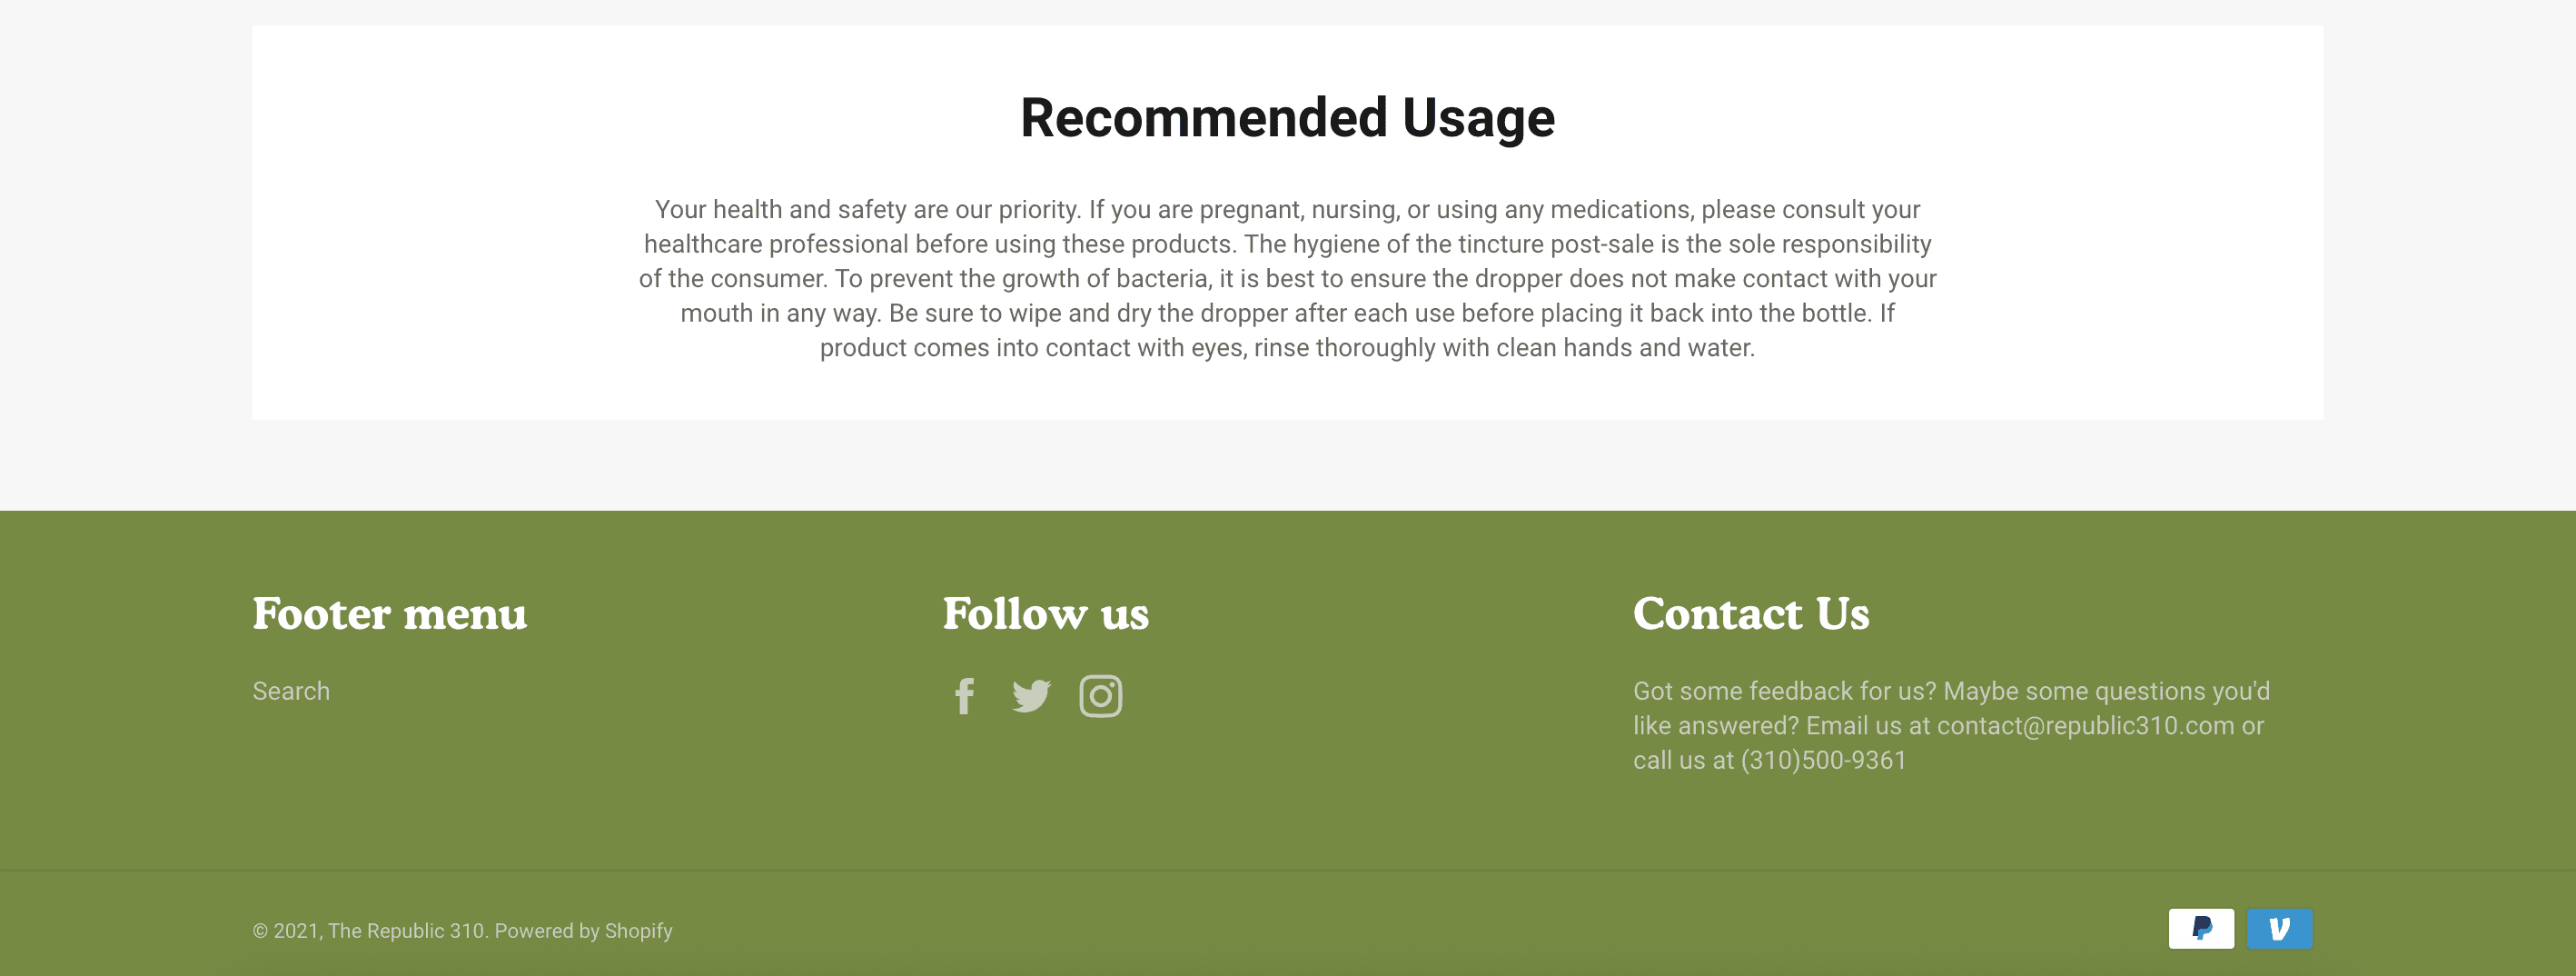 Recommended Usage
Your health and safety are our priority. If you are pregnant, nursing, or using any medications, please consult your
healthcare professional before using these products. The hygiene of the tincture post-sale is the sole responsibility
of the consumer. To prevent the growth of bacteria, it is best to ensure the dropper does not make contact with your
mouth in any way. Be sure to wipe and dry the dropper after each use before placing it back into the bottle. If
product comes into contact with eyes, rinse thoroughly with clean hands and water.
Footer menu
Search
Follow us
Contact Us
Got some feedback for us? Maybe some questions you'd
like answered? Email us at contact@republic310.com or
call us at (310)500-9361
© 2021, The Republic 310. Powered by Shopify